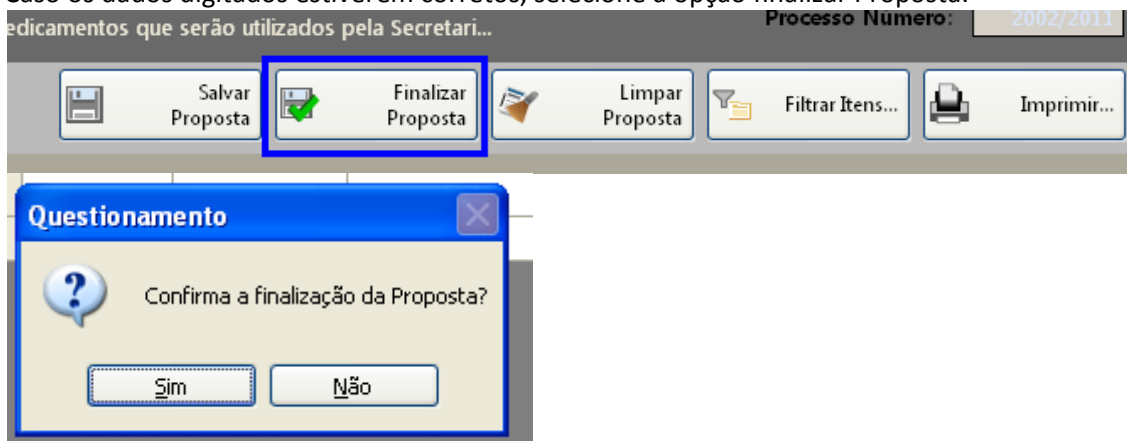 Caso os dados digitados estiverem corretos, selecione a opção finalizar Proposta.
edicamentos que serão utilizados pela Secretari...
Processo Número: 2002/2011
Salvar Proposta
Finalizar Proposta
Limpar Proposta
Filtrar Itens...
Imprimir...
Questionamento
Confirma a finalização da Proposta?
Sim
Não